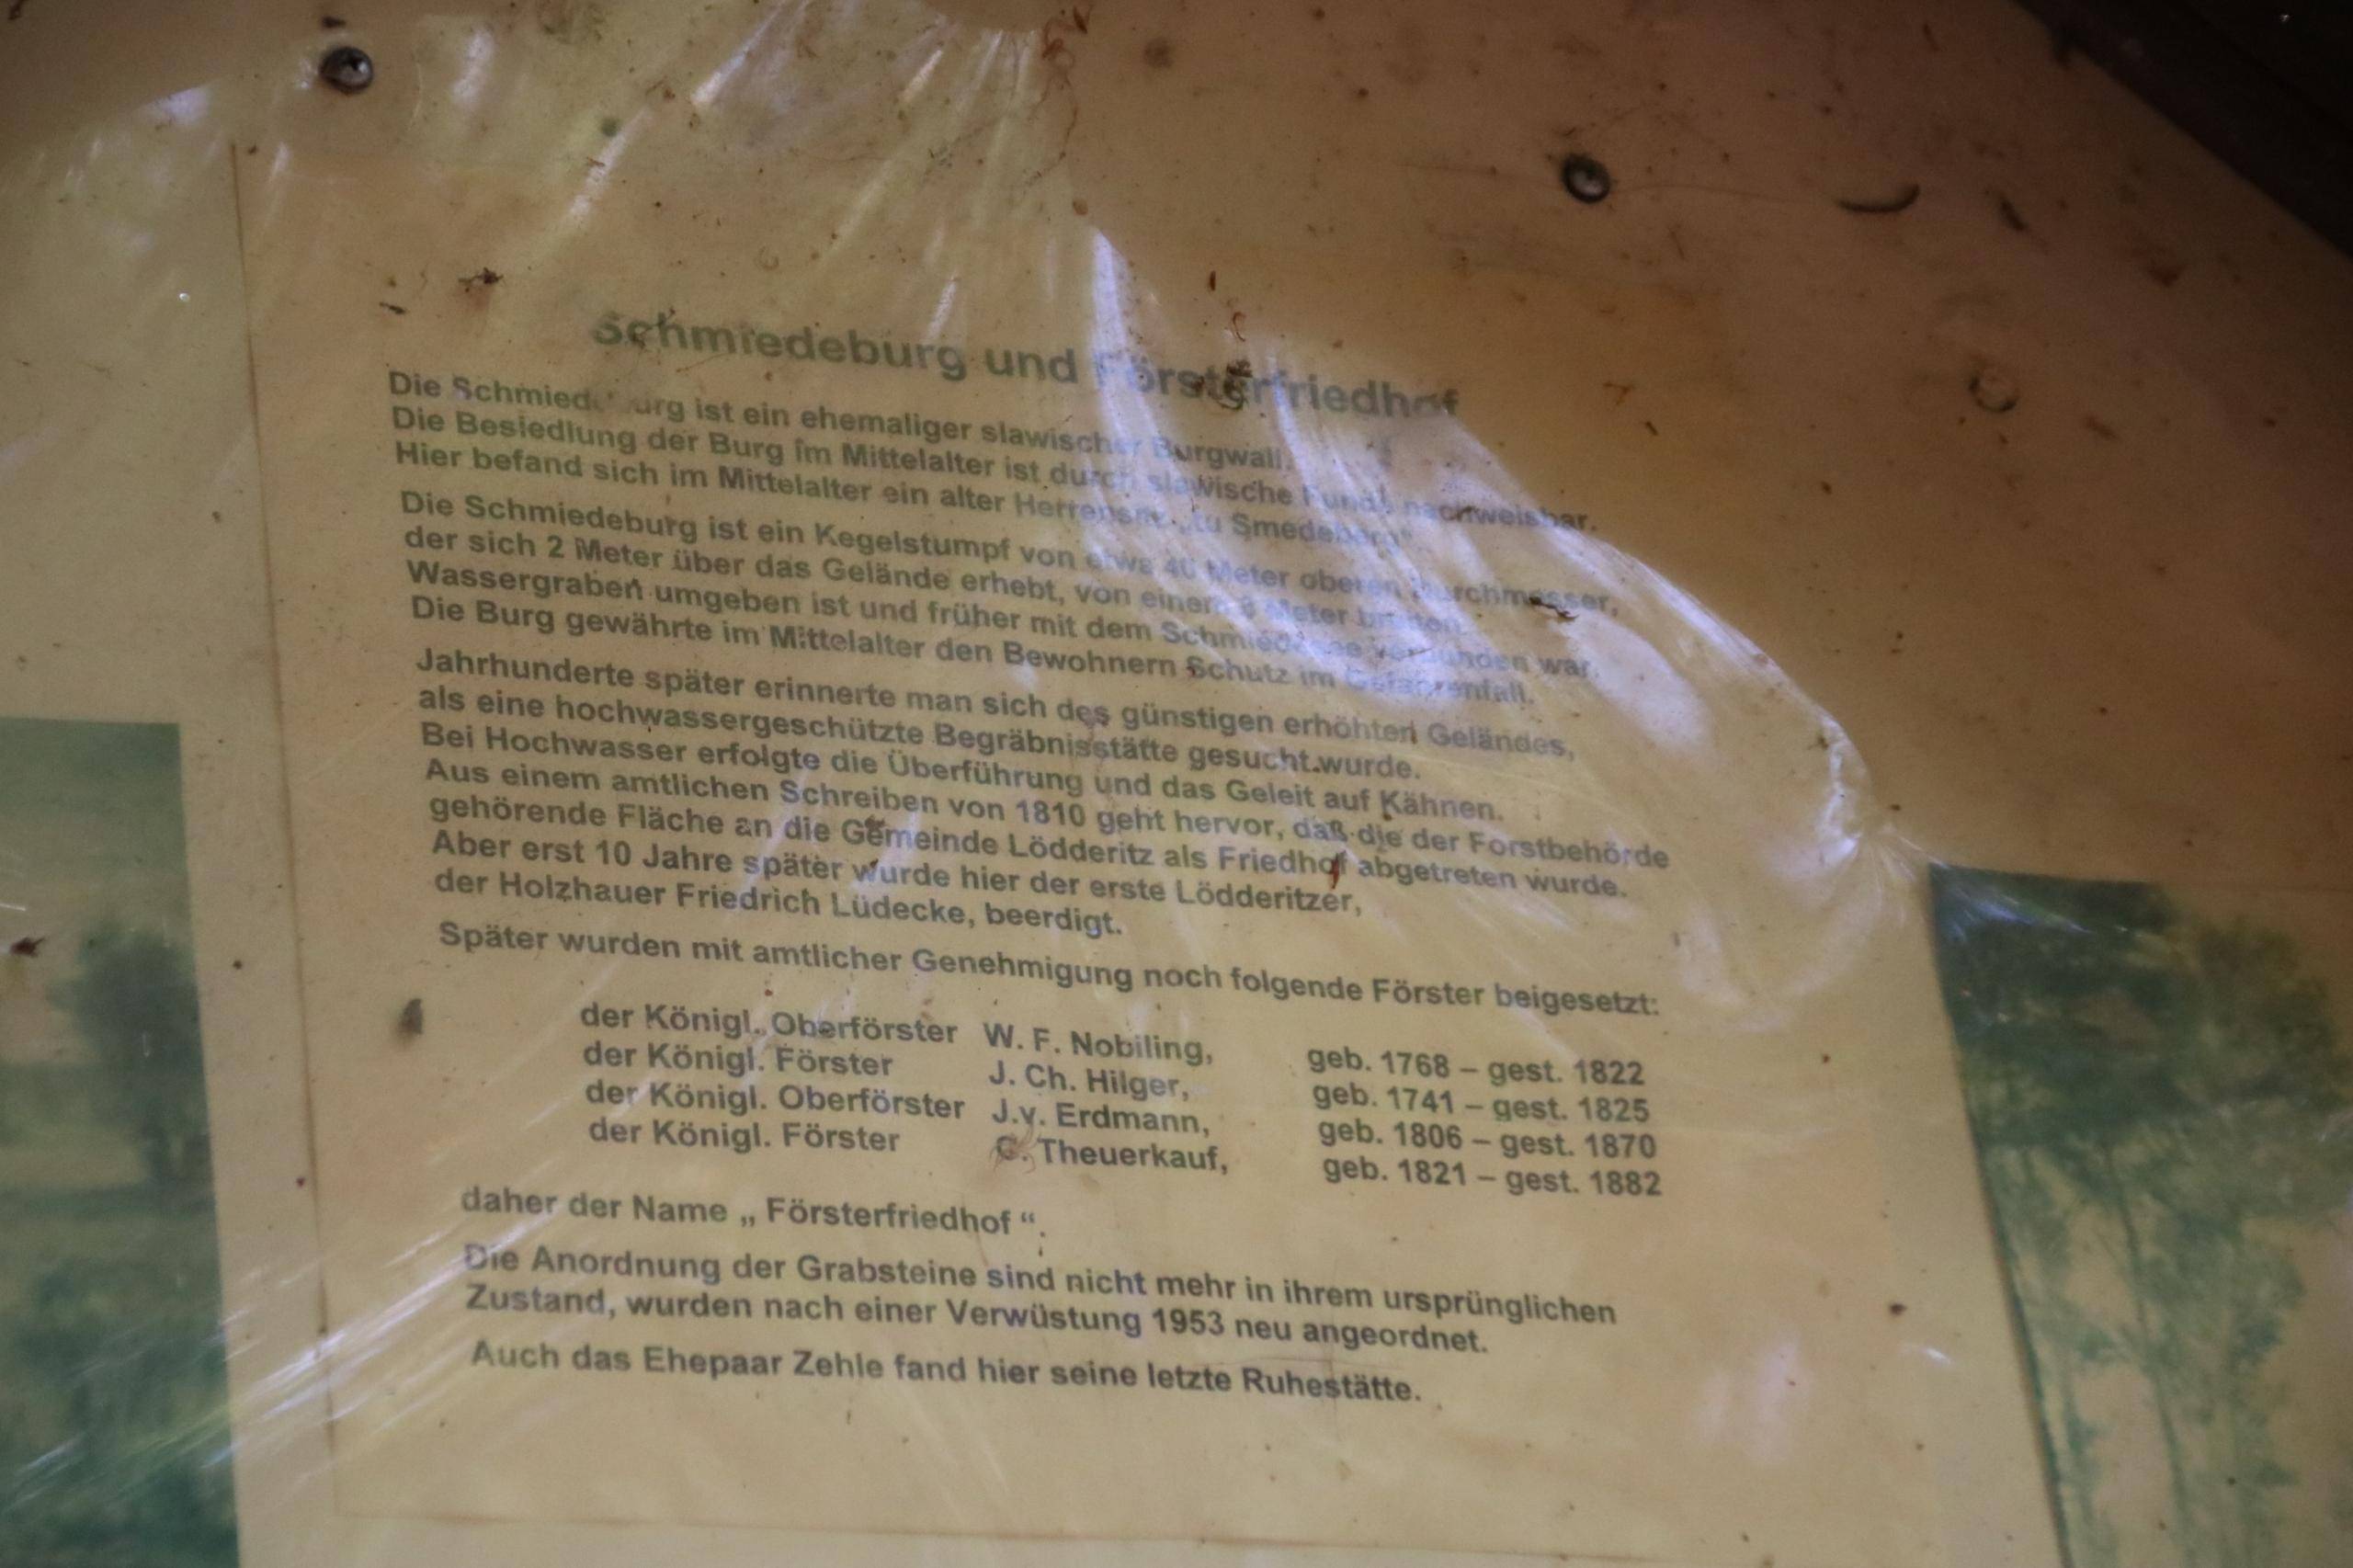 Schmiedeburg und Försterfriedhof
Die Schmiedeburg ist ein ehemaliger slawischer Burgwall.
Die Besiedlung der Burg im Mittelalter ist durch slawische Funde nachweisbar.
Hier befand sich im Mittelalter ein alter Herrensitz „tu Smedeberg“.
Die Schmiedeburg ist ein Kegelstumpf von etwa 40 Meter oberen Durchmesser,
der sich 2 Meter über das Gelände erhebt, von einem Meter breiten
Wassergraben umgeben ist und früher mit dem Schmiedesee verbunden war.
Die Burg gewährte im Mittelalter den Bewohnern Schutz im Gefahrenfall.
Jahrhunderte später erinnerte man sich des günstigen erhöhten Geländes,
als eine hochwassergeschützte Begräbnisstätte gesucht wurde.
Bei Hochwasser erfolgte die Überführung und das Geleit auf Kähnen.
Aus einem amtlichen Schreiben von 1810 geht hervor, daß die der Forstbehörde
gehörende Fläche an die Gemeinde Lödderitz als Friedhof abgetreten wurde.
Aber erst 10 Jahre später wurde hier der erste Lödderitzer,
der Holzhauer Friedrich Lüdecke, beerdigt.
Später wurden mit amtlicher Genehmigung noch folgende Förster beigesetzt:
der Königl. Oberförster W. F. Nobiling, geb. 1768 – gest. 1822
der Königl. Förster J. Ch. Hilger, geb. 1741 – gest. 1825
der Königl. Oberförster J.v. Erdmann, geb. 1806 – gest. 1870
der Königl. Förster C. Theuerkauf, geb. 1821 – gest. 1882
daher der Name „ Försterfriedhof “.
Die Anordnung der Grabsteine sind nicht mehr in ihrem ursprünglichen
Zustand, wurden nach einer Verwüstung 1953 neu angeordnet.
Auch das Ehepaar Zehle fand hier seine letzte Ruhestätte.